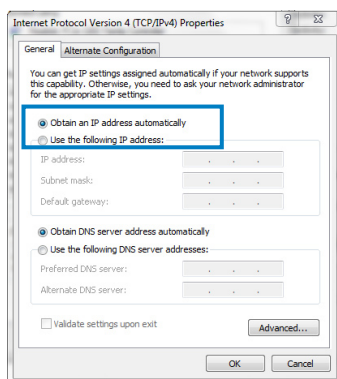 Internet Protocol Version 4 (TCP/IPv4) Properties
General
Alternate Configuration
You can get IP settings assigned automatically if your network supports
this capability. Otherwise, you need to ask your network administrator
for the appropriate IP settings.
Obtain an IP address automatically
Use the following IP address:
IP address:
Subnet mask:
Default gateway:
Obtain DNS server address automatically
Use the following DNS server addresses:
Preferred DNS server:
Alternate DNS server:
Validate settings upon exit
Advanced...
OK
Cancel